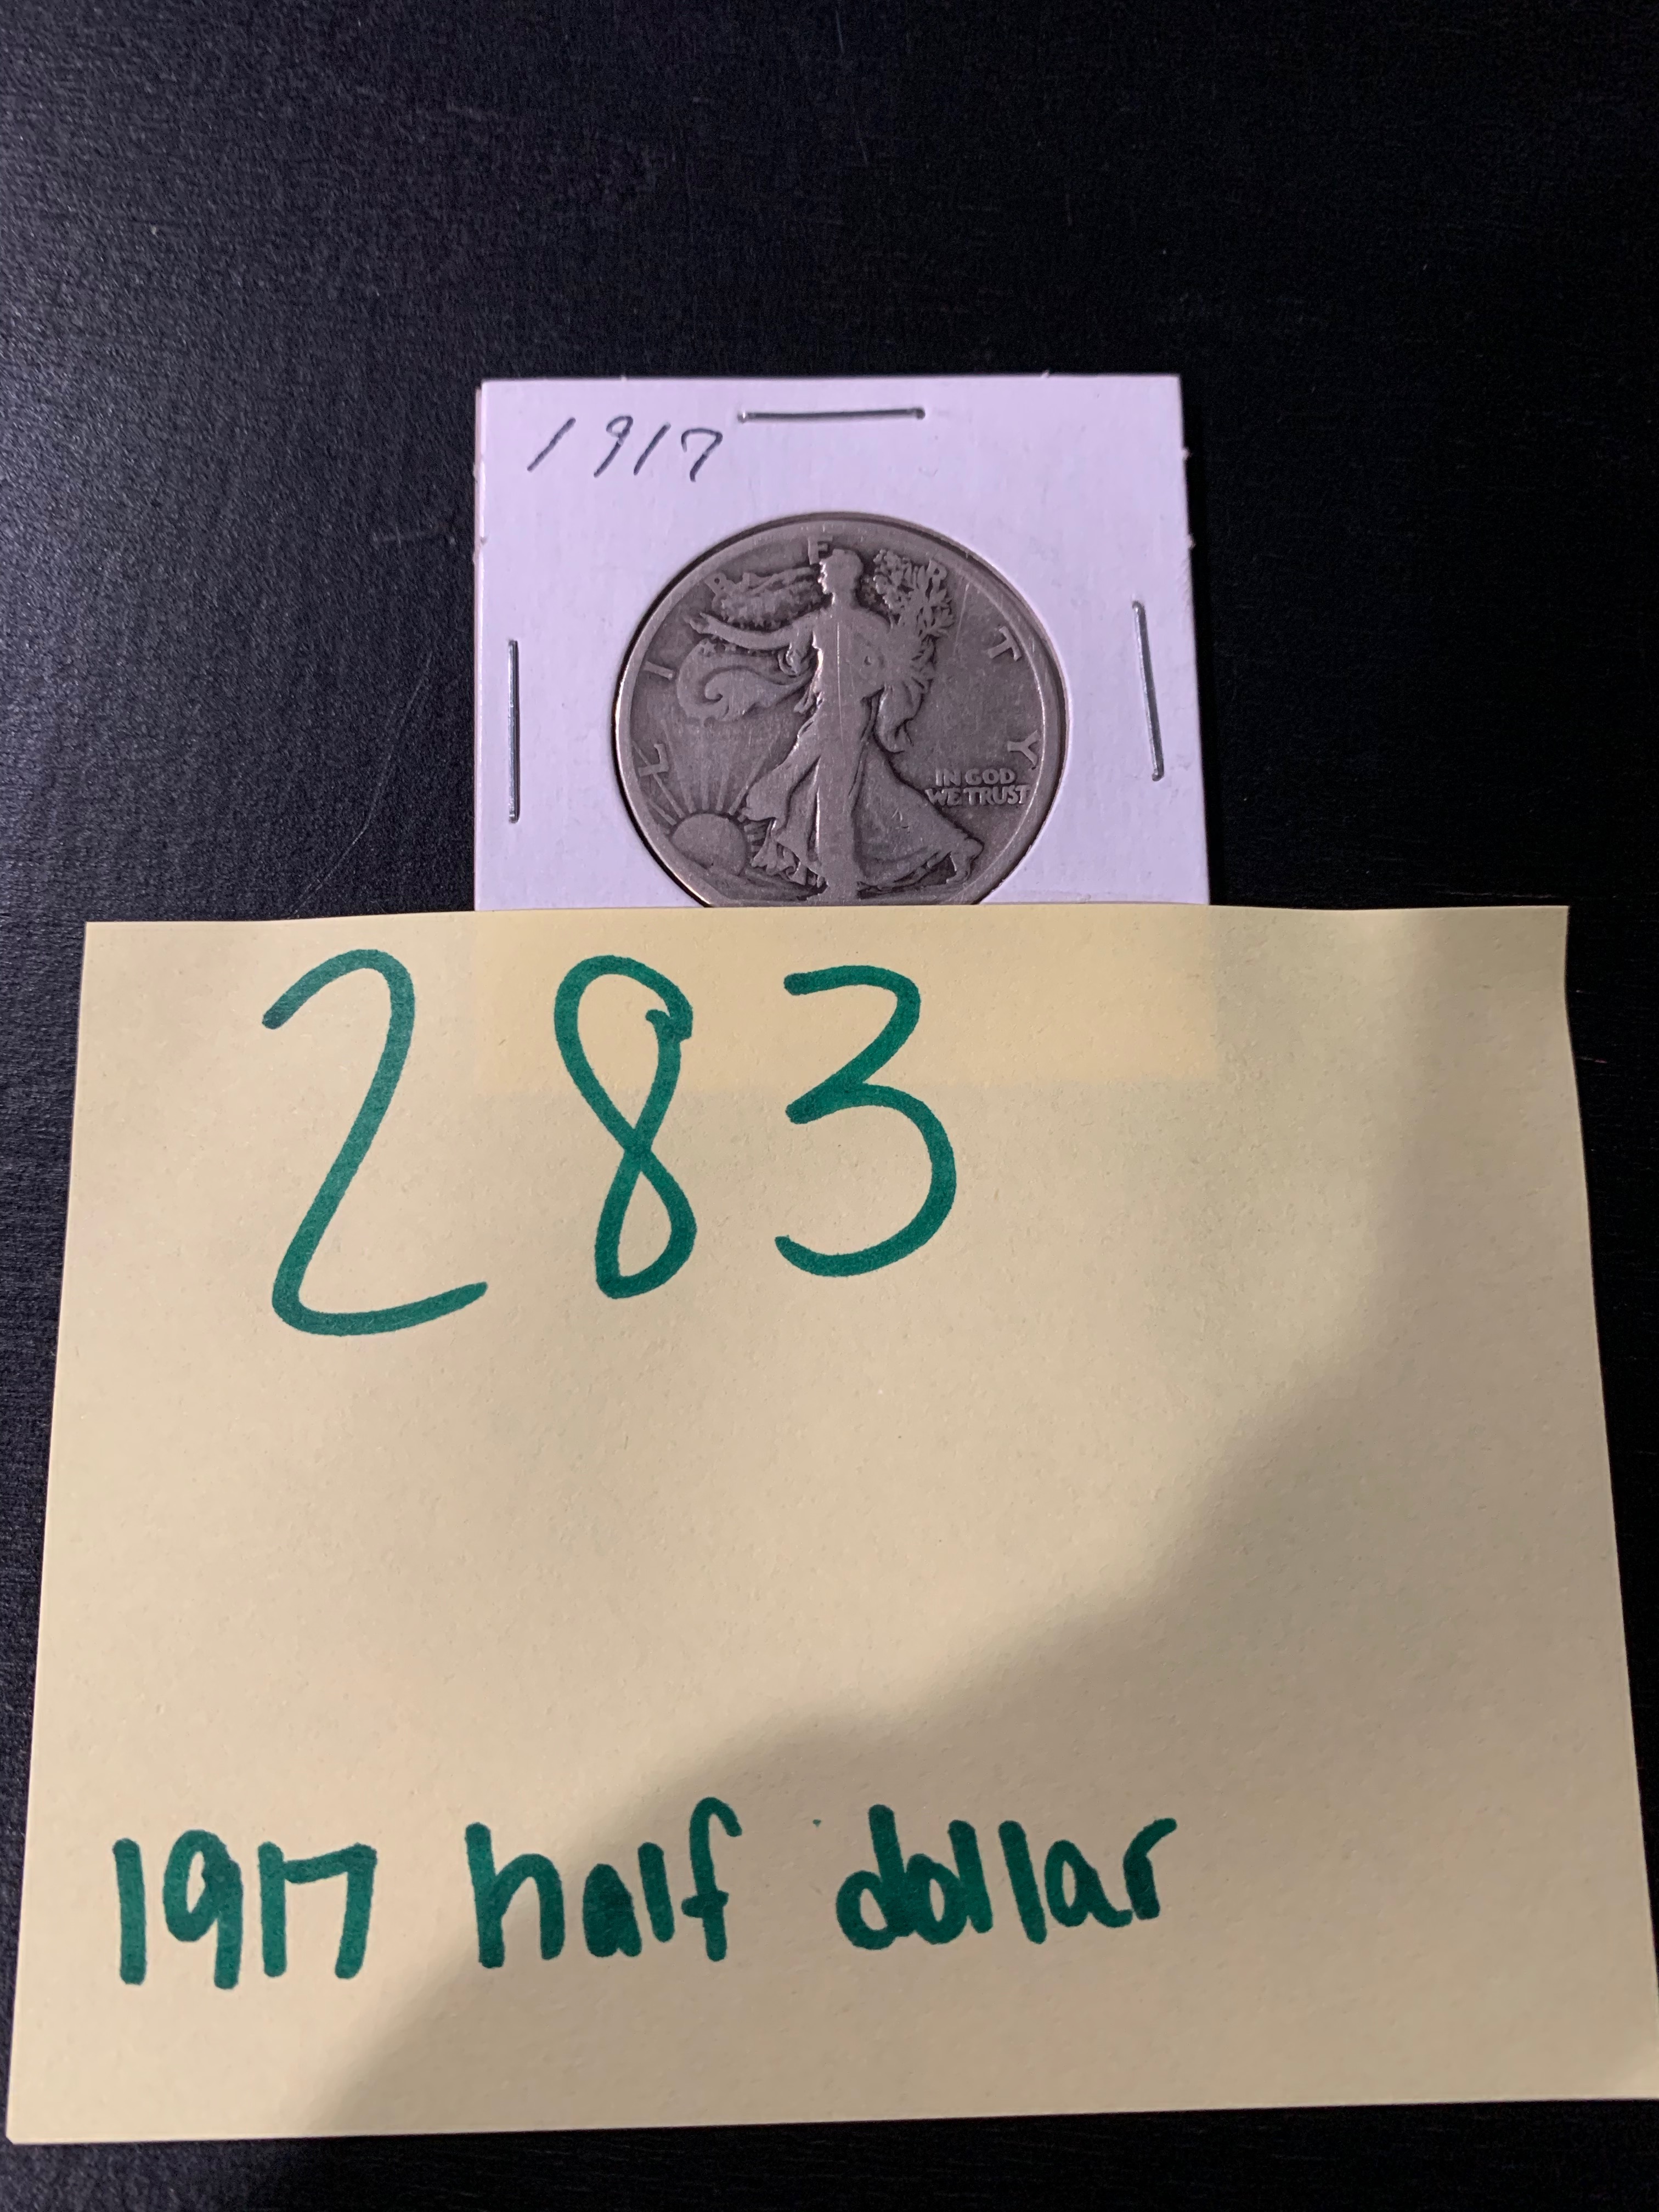 1917
LIBERTY
IN GOD
WE TRUST
283
1917 half dollar